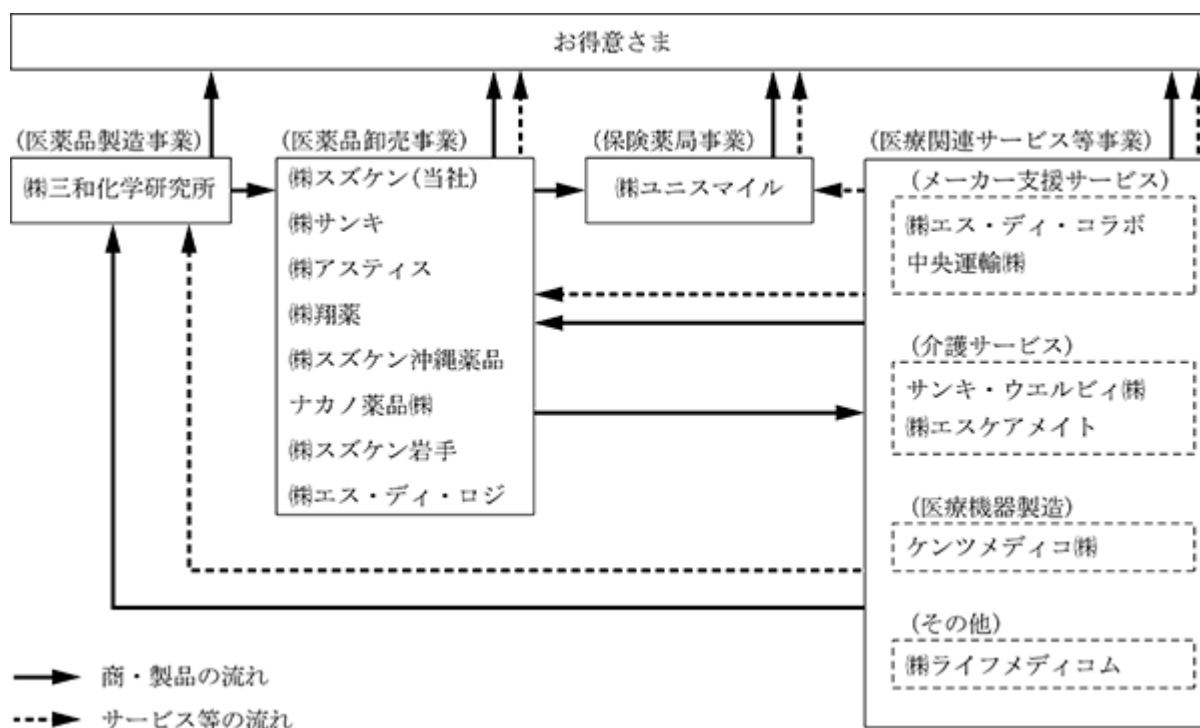 お得意さま
(医薬品製造事業)
㈱三和化学研究所
(医薬品卸売事業)
㈱スズケン(当社)
㈱サンキ
㈱アスティス
㈱翔薬
㈱スズケン沖縄薬品
ナカノ薬品㈱
㈱スズケン岩手
㈱エス・ディ・ロジ
(保険薬局事業)
㈱ユニスマイル
(医療関連サービス等事業)
(メーカー支援サービス)
㈱エス・ディ・コラボ
中央運輸㈱
(介護サービス)
サンキ・ウエルビィ㈱
㈱エスケアメイト
(医療機器製造)
ケンツメディコ㈱
(その他)
㈱ライフメディコム
商・製品の流れ
サービス等の流れ